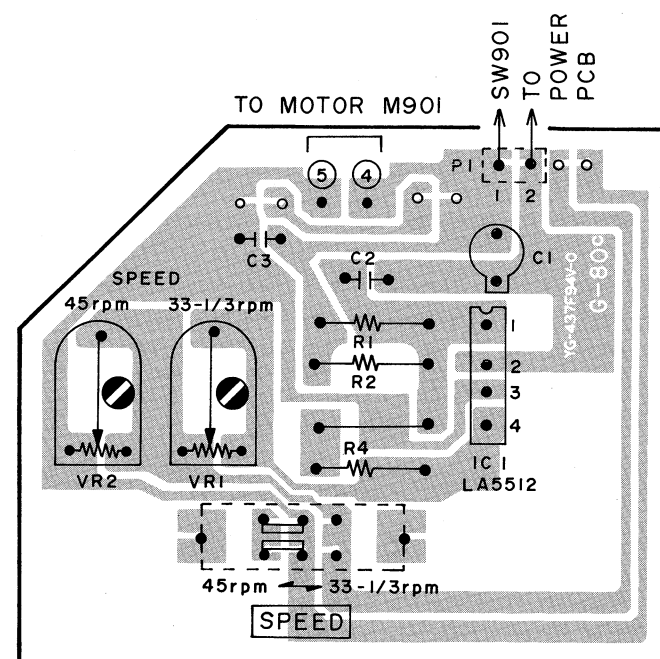 SW901
TO
POWER
PCB
TO MOTOR M901
P1
5
4
1
2
C3
C2
C1
SPEED
45rpm
33-1/3rpm
YG-437F94V-0
G-80C
R1
R2
1
2
3
4
R4
VR2
VR1
IC1
LA5512
45rpm
33-1/3rpm
SPEED